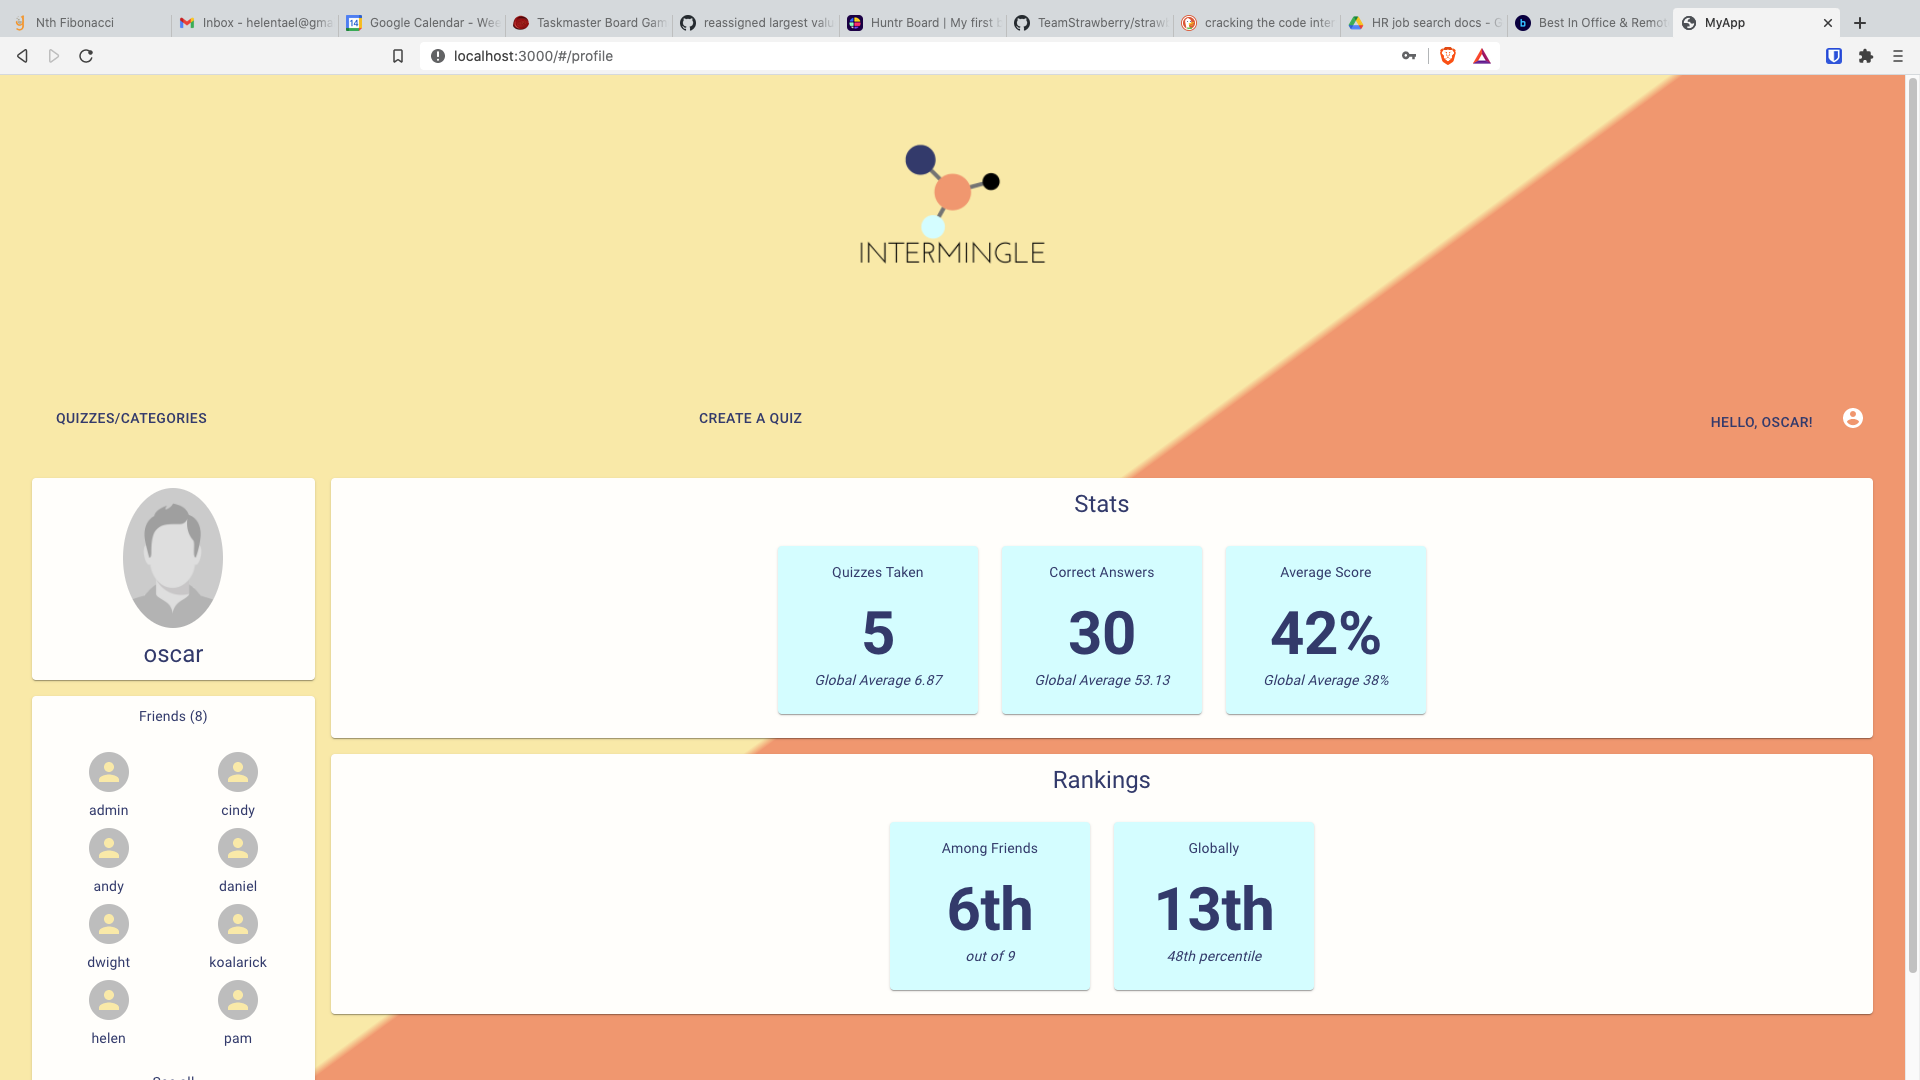 Nth Fibonacci
Inbox - helentael@gma
Google Calendar - Wee
Taskmaster Board Gam
reassigned largest valu
Huntr Board | My first b
TeamStrawberry/straw
cracking the code inter
HR job search docs - G
Best In Office & Remot
MyApp
localhost:3000/#/profile
INTERMINGLE
QUIZZES/CATEGORIES
CREATE A QUIZ
HELLO, OSCAR!
oscar
Friends (8)
admin
cindy
andy
daniel
dwight
koalarick
helen
pam
See all
Stats
Quizzes Taken
5
Global Average 6.87
Correct Answers
30
Global Average 53.13
Average Score
42%
Global Average 38%
Rankings
Among Friends
6th
out of 9
Globally
13th
48th percentile